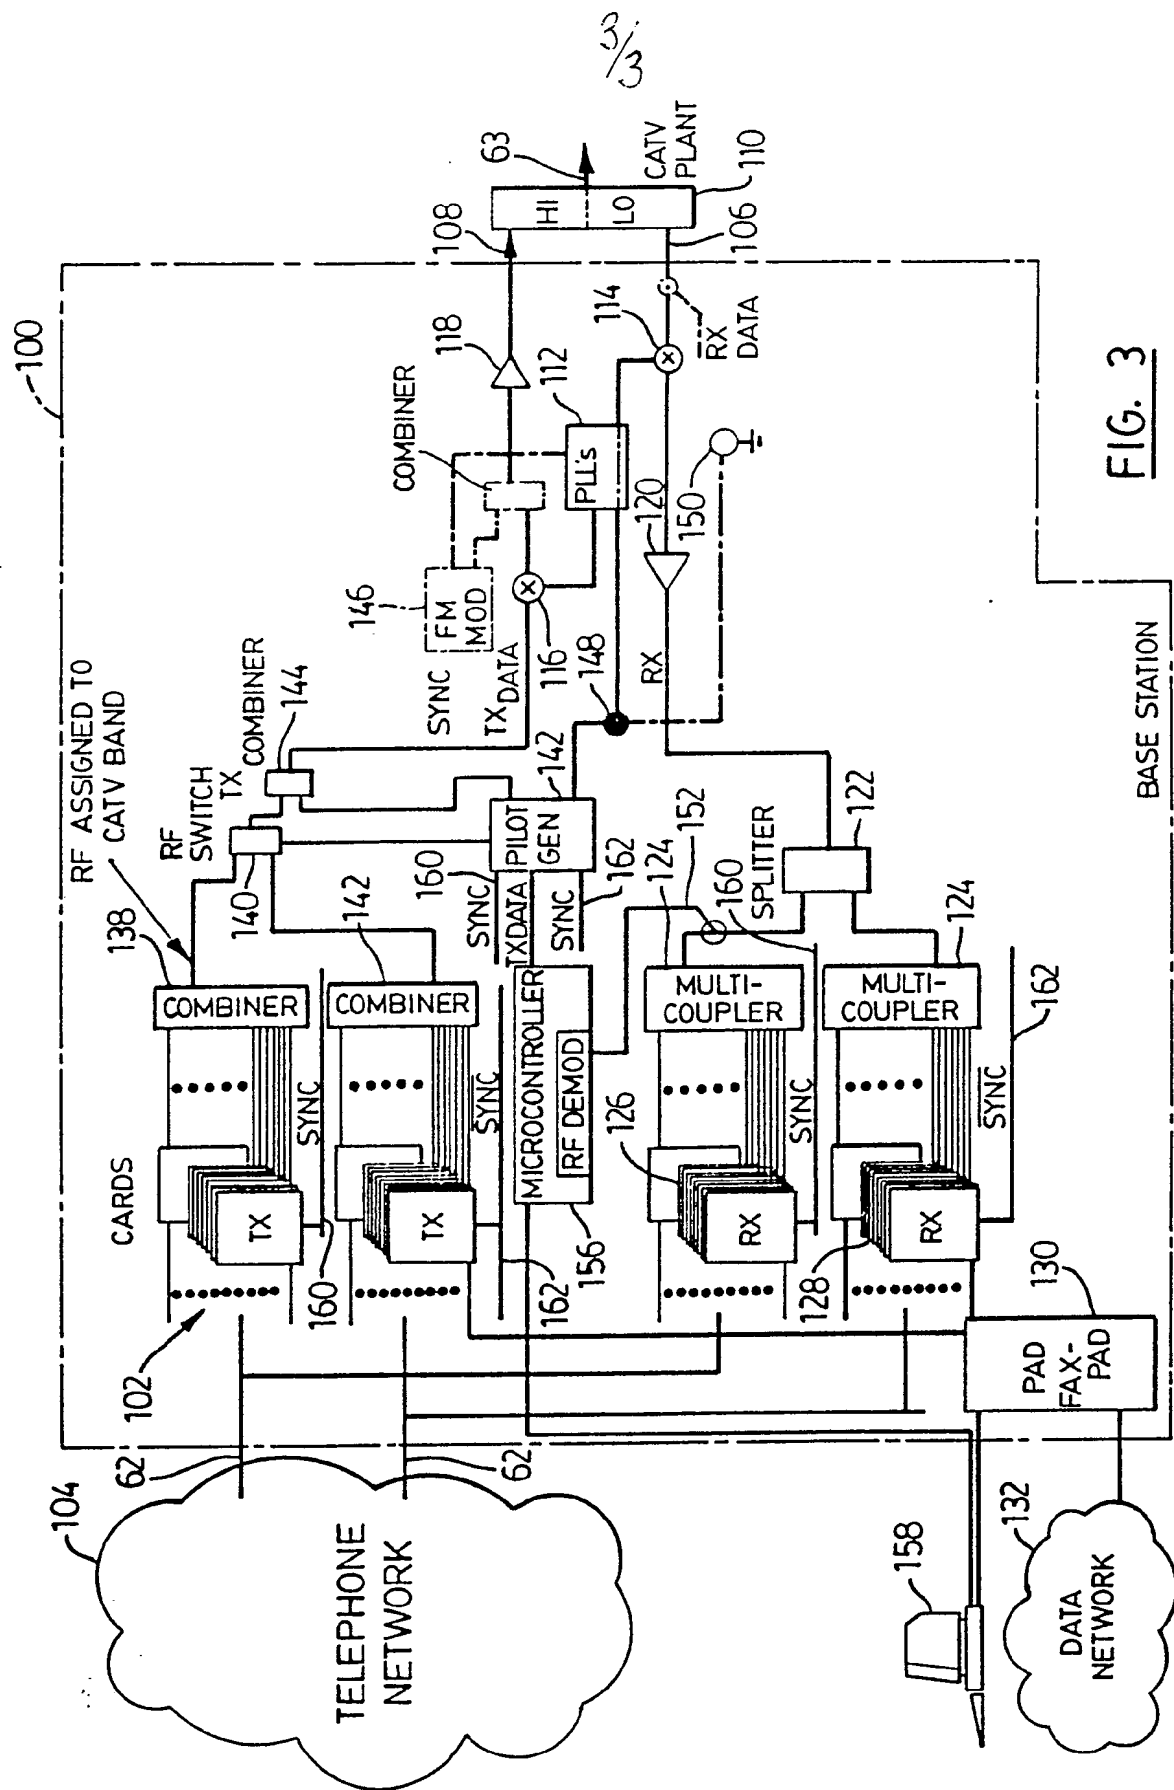 3/3
100
RF ASSIGNED TO
CATV BAND
RF
SWITCH
TX
COMBINER
144
138
140
CARDS
COMBINER
TX
SYNC
160
102
142
COMBINER
TX
SYNC
162
104
TELEPHONE
NETWORK
62
62
146
FM
MOD
SYNC
TX DATA
116
COMBINER
118
108
HI
LO
63
CATV
PLANT
110
106
PLL's
112
114
RX
DATA
120
150
148
RX
160
SYNC
TXDATA
SYNC
162
PILOT
GEN
142
MICROCONTROLLER
RF DEMOD
156
152
124
SPLITTER
122
160
MULTI-
COUPLER
126
RX
SYNC
124
MULTI-
COUPLER
128
RX
SYNC
162
130
PAD
FAX-
PAD
158
132
DATA
NETWORK
BASE STATION
FIG. 3